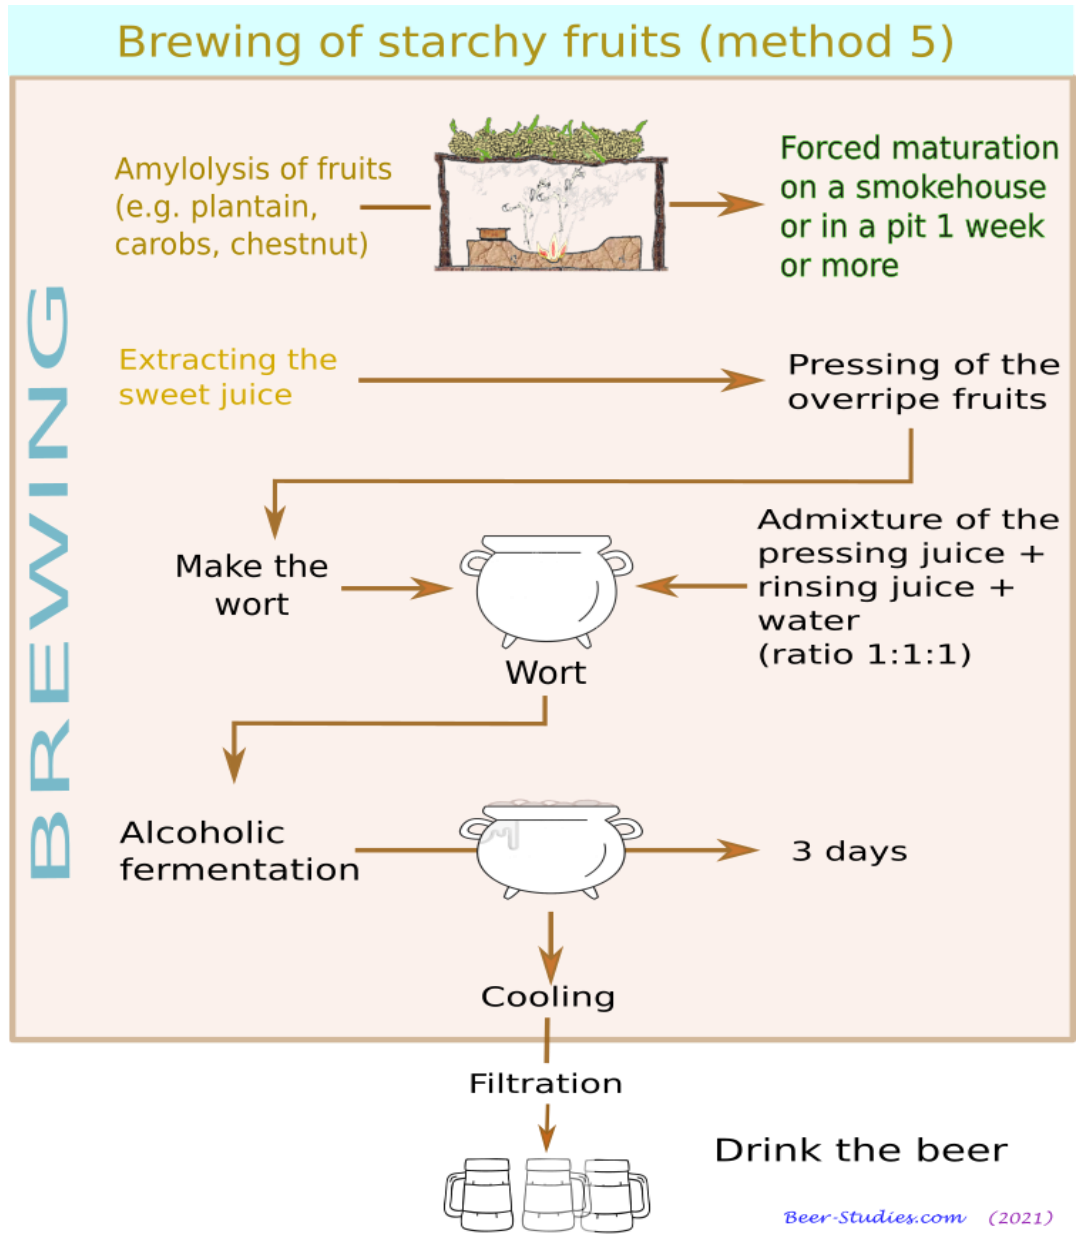 Brewing of starchy fruits (method 5)
BREWING
Amylolysis of fruits
(e.g. plantain,
carobs, chestnut)
Forced maturation
on a smokehouse
or in a pit 1 week
or more
Extracting the
sweet juice
Pressing of the
overripe fruits
Make the
wort
Wort
Admixture of the
pressing juice +
rinsing juice +
water
(ratio 1:1:1)
Alcoholic
fermentation
3 days
Cooling
Filtration
Drink the beer
Beer-Studies.com (2021)